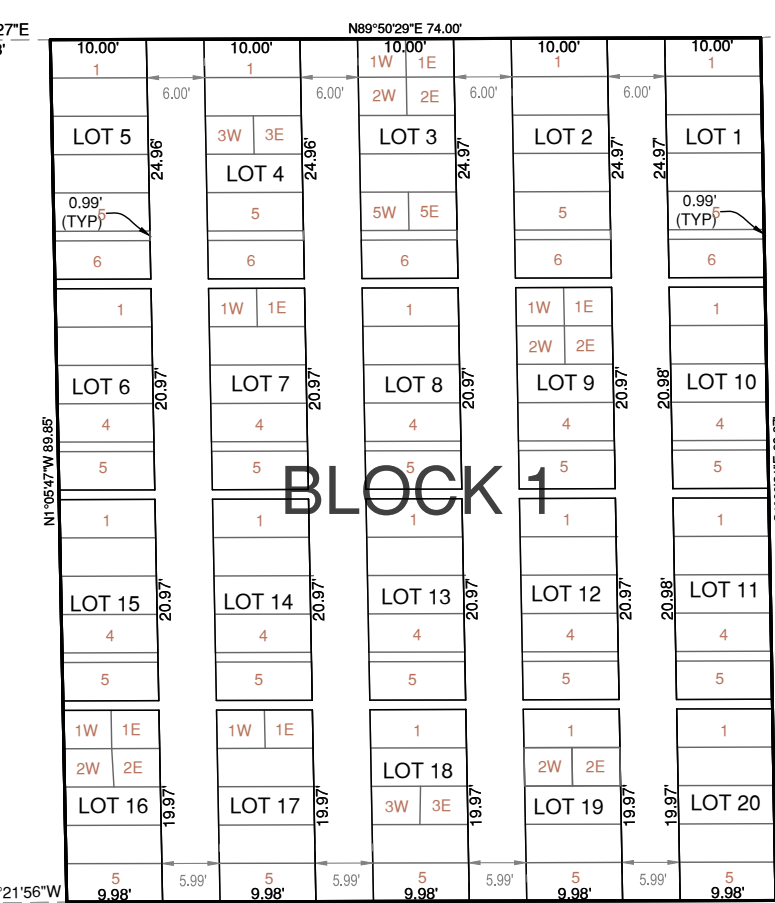 27"E
N89°50'29"E 74.00'
10.00' 10.00' 10.00' 10.00' 10.00'
1 1 1W 1E 1 1
6.00' 6.00' 6.00' 6.00'
2W 2E
LOT 5 3W 3E LOT 3 LOT 2 LOT 1
24.96' 24.96' 24.97' 24.97' 24.97'
LOT 4
0.99' 0.99'
(TYP) 5 5 5W 5E 5 (TYP) 5
6 6 6 6 6
1 1W 1E 1 1W 1E 1
2W 2E
LOT 6 LOT 7 LOT 8 LOT 9 LOT 10
20.97' 20.97' 20.97' 20.97' 20.98'
4 4 4 4 4
N1°05'47"W 89.85'
5 5 5 5 5
BLOCK 1
1 1 1 1 1
LOT 15 LOT 14 LOT 13 LOT 12 LOT 11
20.97' 20.97' 20.97' 20.97' 20.98'
4 4 4 4 4
5 5 5 5 5
1W 1E 1W 1E 1 1 1
2W 2E LOT 18 2W 2E
LOT 16 LOT 17 3W 3E LOT 19 LOT 20
19.97' 19.97' 19.97' 19.97' 19.97'
5.99' 5.99' 5.99' 5.99'
5 5 5 5 5
°21'56"W 9.98' 9.98' 9.98' 9.98' 9.98'